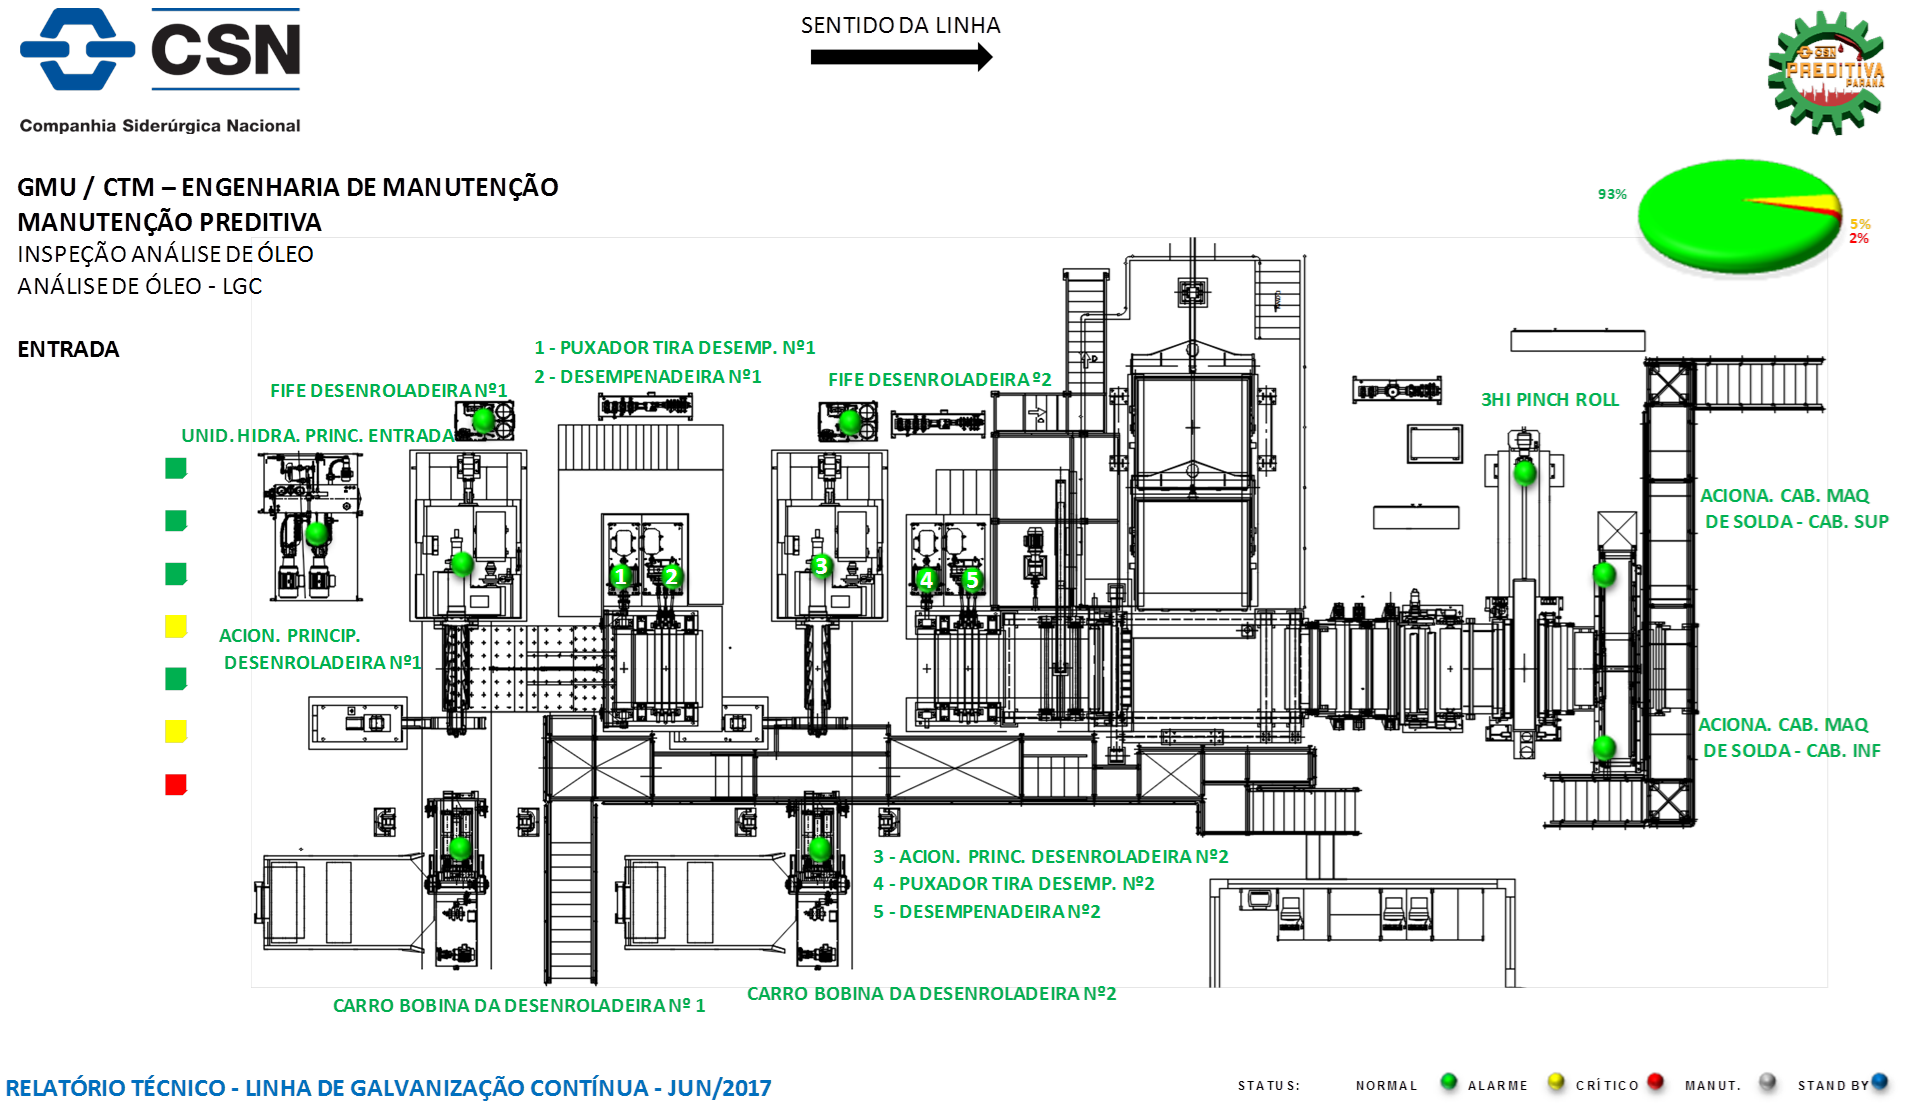 CSN
Companhia Siderúrgica Nacional
SENTIDO DA LINHA
CSN
PREDITIVA
PARANÁ
GMU / CTM – ENGENHARIA DE MANUTENÇÃO
MANUTENÇÃO PREDITIVA
INSPEÇÃO ANÁLISE DE ÓLEO
ANÁLISE DE ÓLEO - LGC
93%
5%
2%
ENTRADA
1 - PUXADOR TIRA DESEMP. Nº1
2 - DESEMPENADEIRA Nº1
FIFE DESENROLADEIRA Nº1
FIFE DESENROLADEIRA º2
3HI PINCH ROLL
UNID. HIDRA. PRINC. ENTRADA
ACIONA. CAB. MAQ
DE SOLDA - CAB. SUP
1
2
3
4
5
ACION. PRINCIP.
DESENROLADEIRA Nº1
ACIONA. CAB. MAQ
DE SOLDA - CAB. INF
3 - ACION. PRINC. DESENROLADEIRA Nº2
4 - PUXADOR TIRA DESEMP. Nº2
5 - DESEMPENADEIRA Nº2
CARRO BOBINA DA DESENROLADEIRA Nº 1
CARRO BOBINA DA DESENROLADEIRA Nº2
RELATÓRIO TÉCNICO - LINHA DE GALVANIZAÇÃO CONTÍNUA - JUN/2017
STATUS: NORMAL ALARME CRÍTICO MANUT. STAND BY